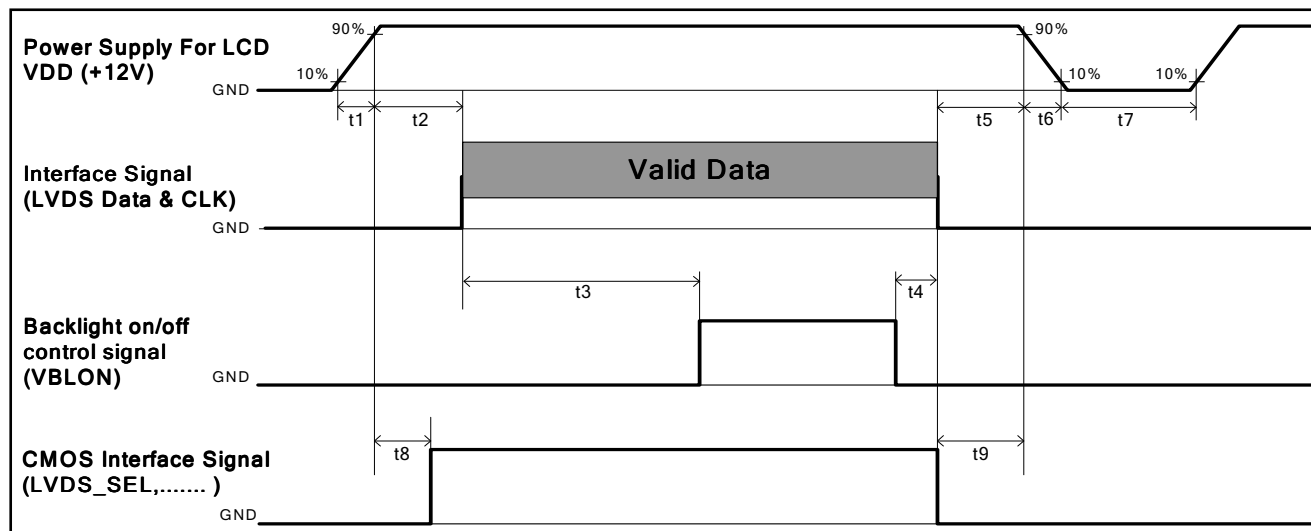 Power Supply For LCD
VDD (+12V)
90%
90%
10%
10%
10%
GND
t1
t2
t5
t6
t7
Valid Data
Interface Signal
(LVDS Data & CLK)
GND
t3
t4
Backlight on/off
control signal
(VBLON)
GND
t8
t9
CMOS Interface Signal
(LVDS_SEL,....... )
GND